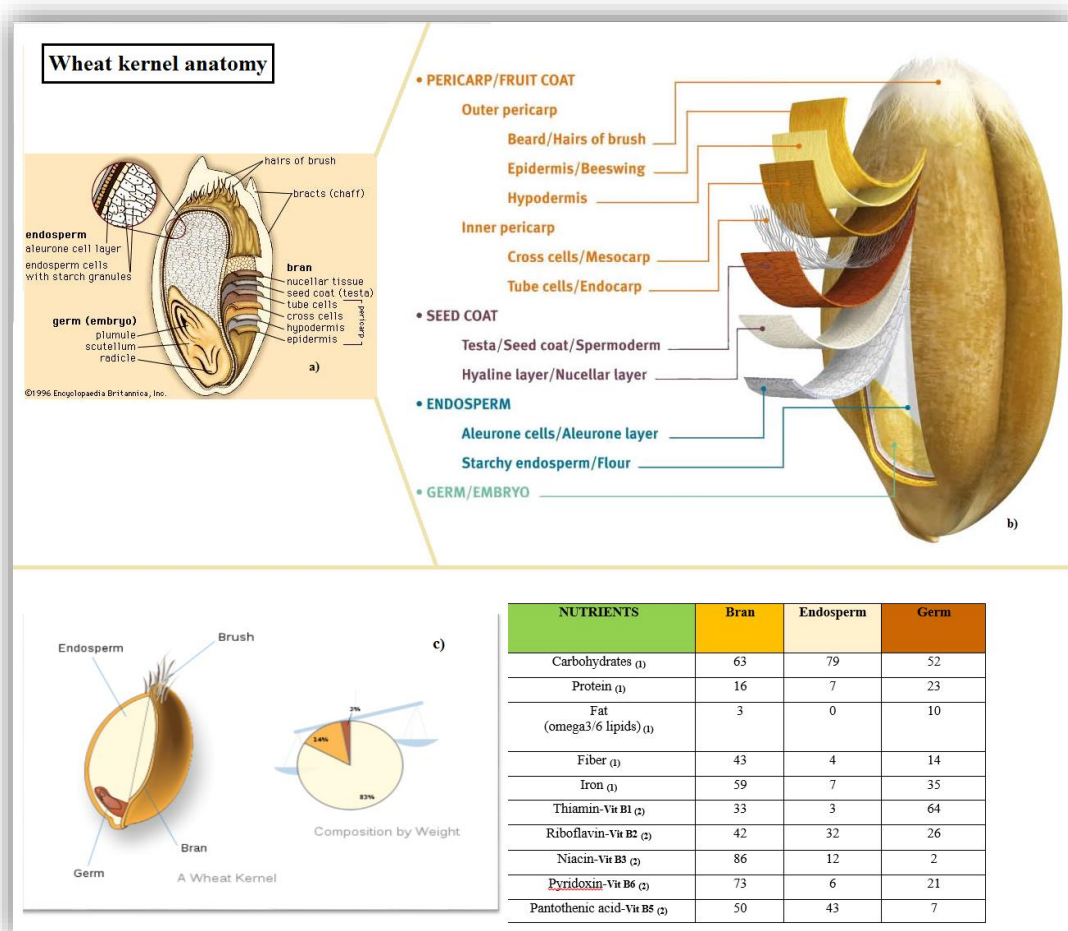 Wheat kernel anatomy
hairs of brush
bracts (chaff)
endosperm
aleurone cell layer
endosperm cells
with starch granules
bran
nucellar tissue
seed coat (testa)
tube cells
cross cells
hypodermis
epidermis
pericarp
germ (embryo)
plumule
scutellum
radicle
a)
©1996 Encyclopaedia Britannica, Inc.
• PERICARP/FRUIT COAT
Outer pericarp
Beard/Hairs of brush
Epidermis/Beeswing
Hypodermis
Inner pericarp
Cross cells/Mesocarp
Tube cells/Endocarp
• SEED COAT
Testa/Seed coat/Spermoderm
Hyaline layer/Nucellar layer
• ENDOSPERM
Aleurone cells/Aleurone layer
Starchy endosperm/Flour
• GERM/EMBRYO
b)
c)
Endosperm
Brush
Germ
Bran
A Wheat Kernel
3%
14%
83%
Composition by Weight
NUTRIENTS Bran Endosperm Germ
Carbohydrates (1) 63 79 52
Protein (1) 16 7 23
Fat
(omega3/6 lipids) (1) 3 0 10
Fiber (1) 43 4 14
Iron (1) 59 7 35
Thiamin-Vit B1 (2) 33 3 64
Riboflavin-Vit B2 (2) 42 32 26
Niacin-Vit B3 (2) 86 12 2
Pyridoxin-Vit B6 (2) 73 6 21
Pantothenic acid-Vit B5 (2) 50 43 7